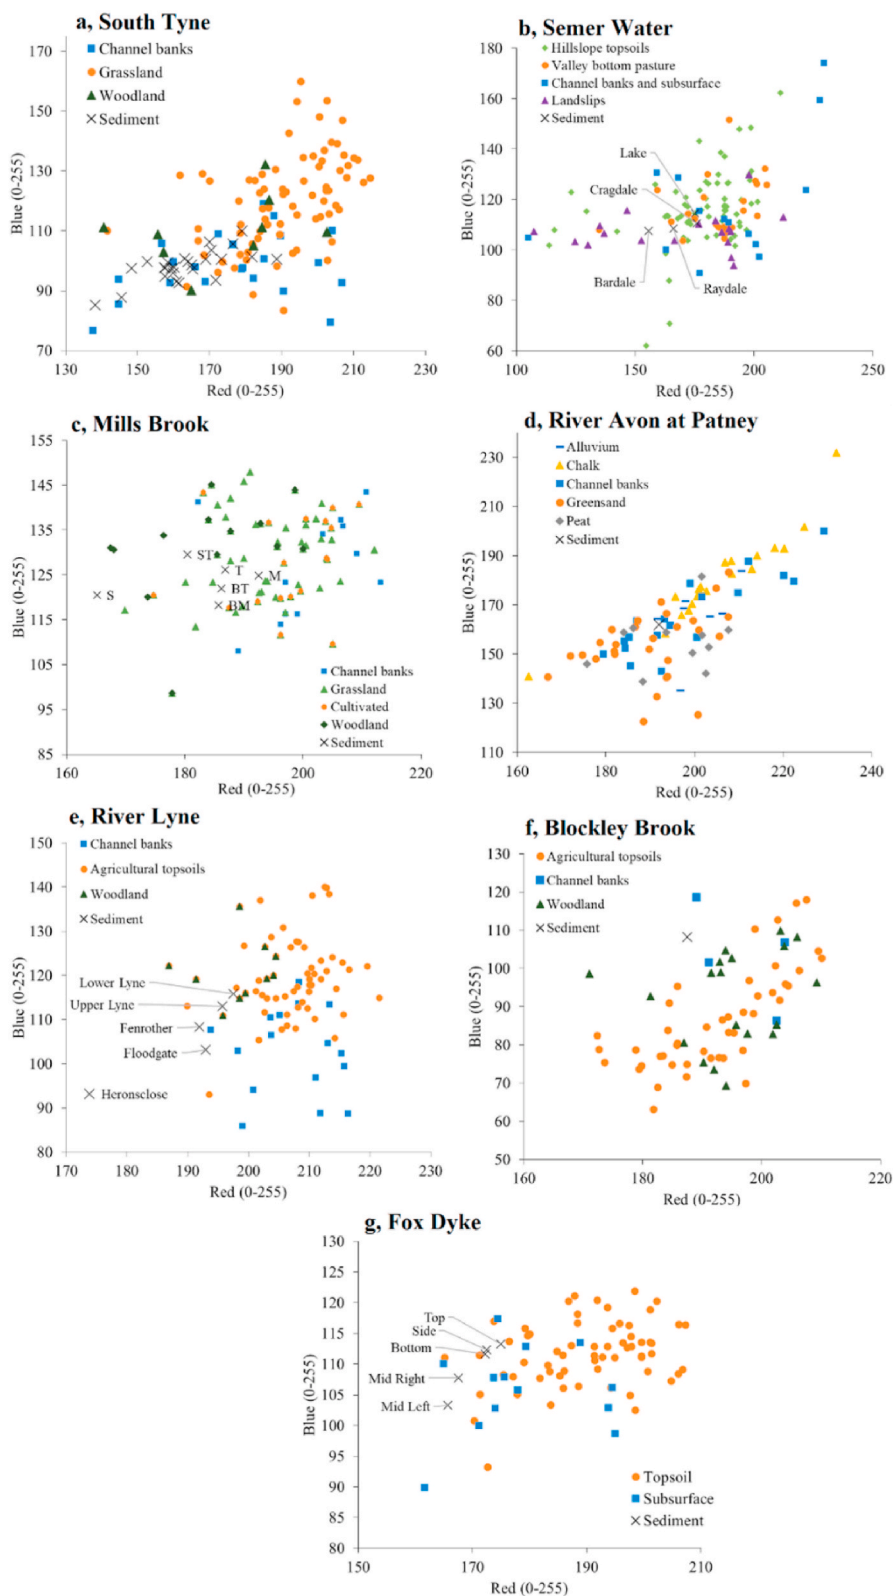 a, South Tyne
Channel banks
Grassland
Woodland
Sediment
170
150
130
110
90
70
130 150 170 190 210 230
Blue (0-255)
Red (0-255)
b, Semer Water
Hillslope topsoils
Valley bottom pasture
Channel banks and subsurface
Landslips
Sediment
180
160
140
120
100
80
60
100 150 200 250
Lake
Cragdale
Bardale
Raydale
Blue (0-255)
Red (0-255)
c, Mills Brook
155
145
135
125
115
105
95
85
160 180 200 220
S
ST
T
M
BT
BM
Channel banks
Grassland
Cultivated
Woodland
Sediment
Blue (0-255)
Red (0-255)
d, River Avon at Patney
Alluvium
Chalk
Channel banks
Greensand
Peat
Sediment
230
210
190
170
150
130
110
160 180 200 220 240
Blue (0-255)
Red (0-255)
e, River Lyne
Channel banks
Agricultural topsoils
Woodland
Sediment
150
140
130
120
110
100
90
80
170 180 190 200 210 220 230
Lower Lyne
Upper Lyne
Fenrother
Floodgate
Heronsclose
Blue (0-255)
Red (0-255)
f, Blockley Brook
Agricultural topsoils
Channel banks
Woodland
Sediment
130
120
110
100
90
80
70
60
50
160 180 200 220
Blue (0-255)
Red (0-255)
g, Fox Dyke
130
125
120
115
110
105
100
95
90
85
80
150 170 190 210
Top
Side
Bottom
Mid Right
Mid Left
Topsoil
Subsurface
Sediment
Blue (0-255)
Red (0-255)